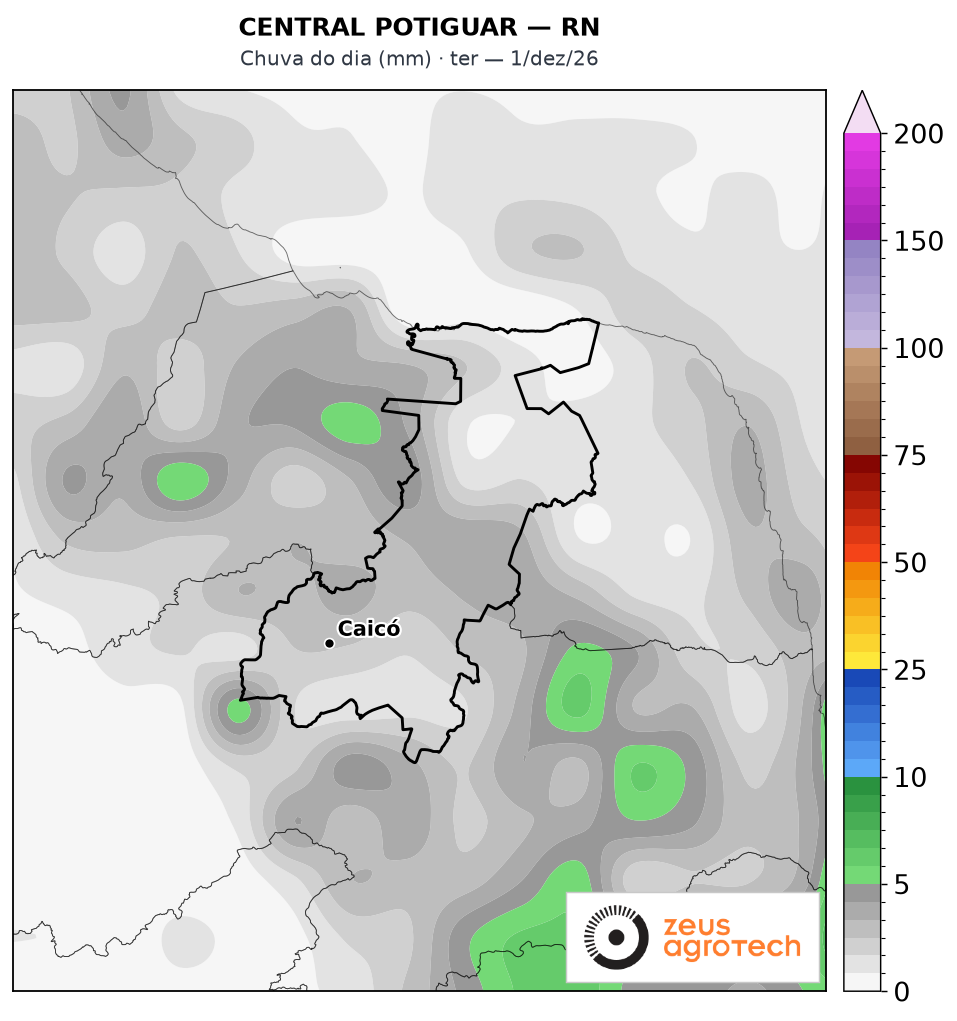 CENTRAL POTIGUAR — RN
Chuva do dia (mm) · ter — 1/dez/26
200
150
100
75
50
25
10
5
0
Caicó
zeus
agrotech